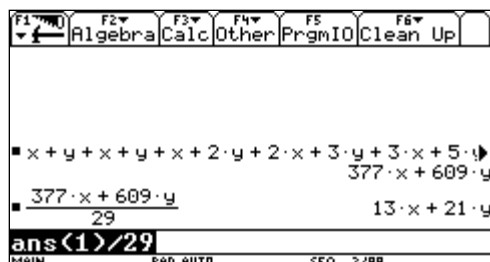 F1 F2 F3 F4 F5 F6
Algebra Calc Other PrgmIO Clean Up
x + y + x + y + x + 2·y + 2·x + 3·y + 3·x + 5·y
377·x + 609·y
377·x + 609·y
29
13·x + 21·y
ans(1)/29
MAIN RAD AUTO SEQ 2/99